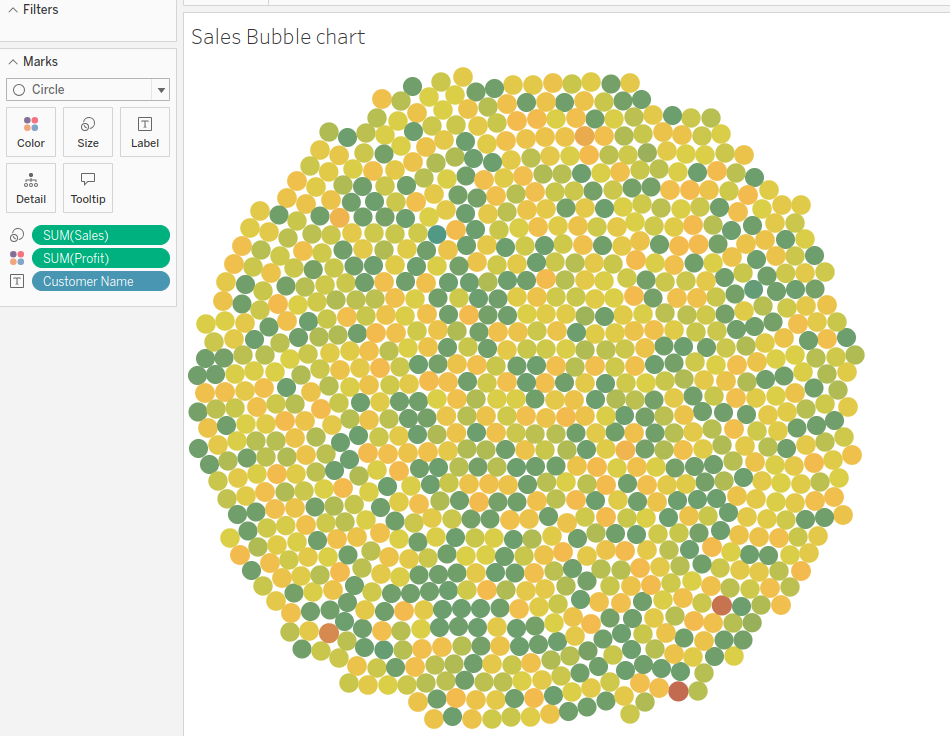 Filters
Marks
Circle
Color
Size
Label
Detail
Tooltip
SUM(Sales)
SUM(Profit)
Customer Name
Sales Bubble chart